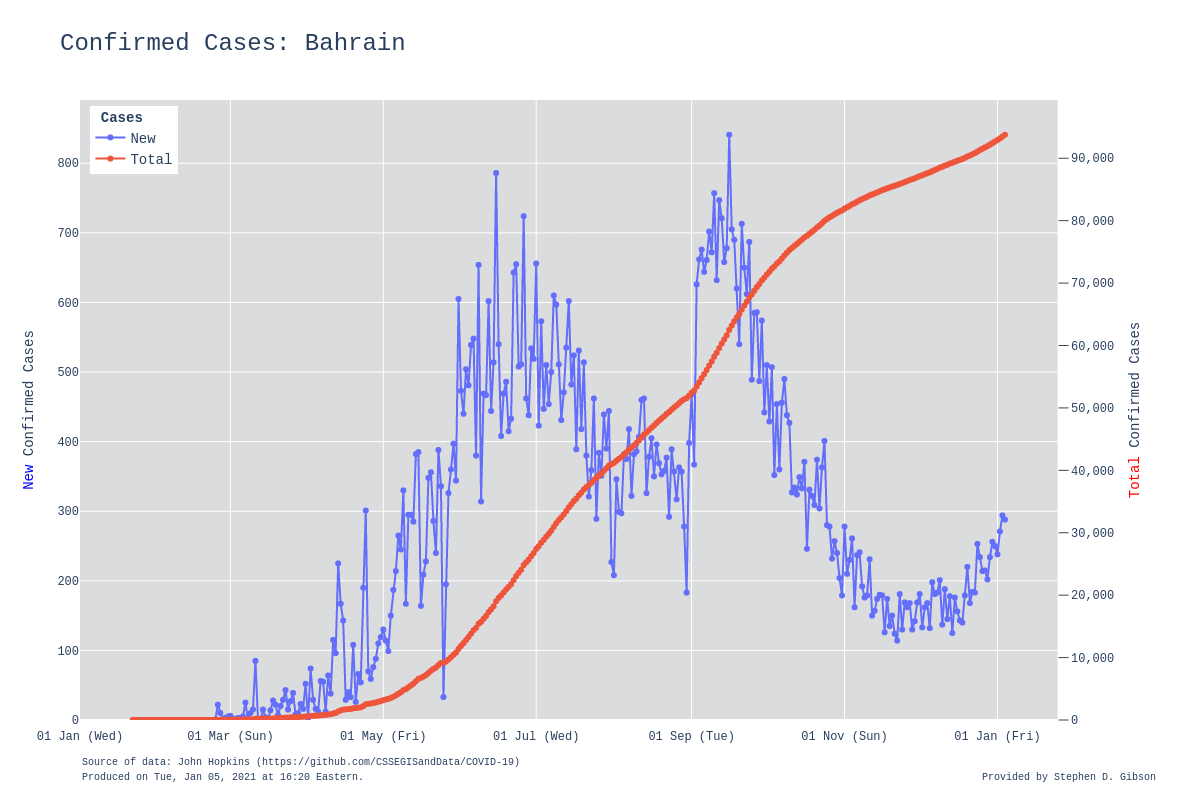 Confirmed Cases: Bahrain
Cases
New
Total
800
700
600
500
400
300
200
100
0
90,000
80,000
70,000
60,000
50,000
40,000
30,000
20,000
10,000
0
New Confirmed Cases
Total Confirmed Cases
01 Jan (Wed)
01 Mar (Sun)
01 May (Fri)
01 Jul (Wed)
01 Sep (Tue)
01 Nov (Sun)
01 Jan (Fri)
Source of data: John Hopkins (https://github.com/CSSEGISandData/COVID-19)
Produced on Tue, Jan 05, 2021 at 16:20 Eastern.
Provided by Stephen D. Gibson